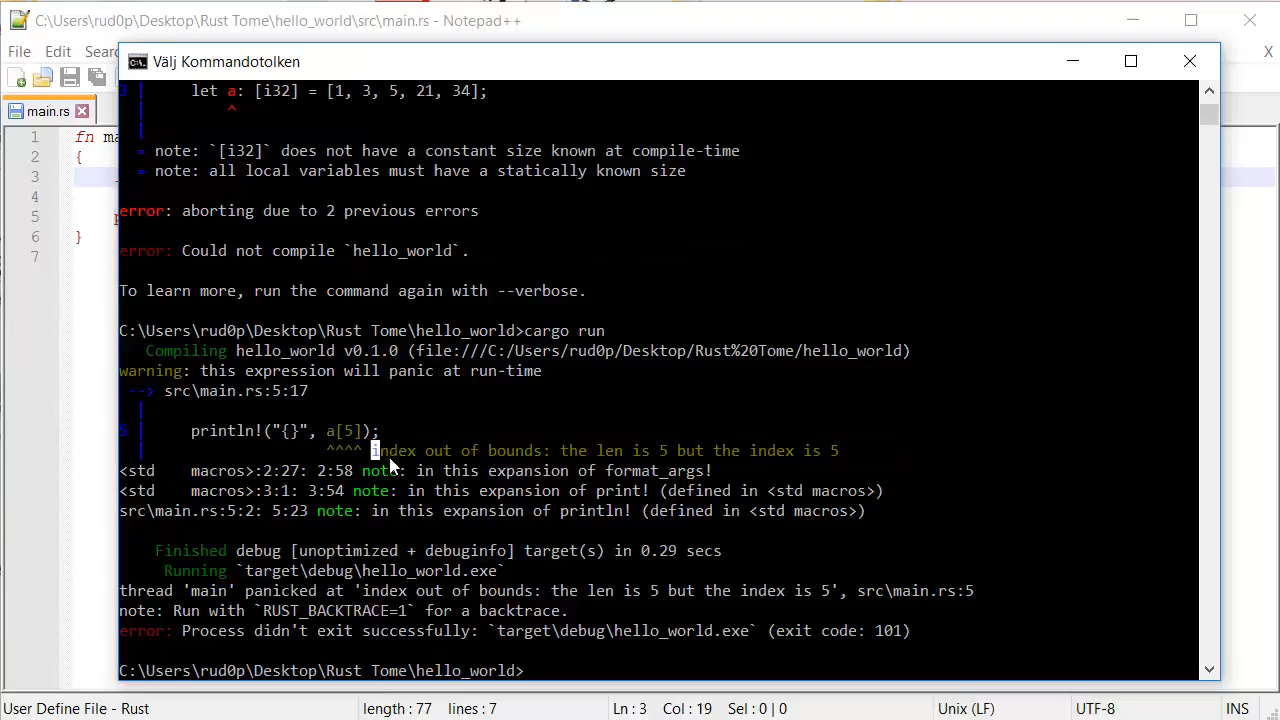 C:\Users\rud0p\Desktop\Rust Tome\hello_world\src\main.rs - Notepad++
File Edit Searc X
Välj Kommandotolken
main.rs
1 fn ma
2 {
3
4
5
6 }
7
let a: [i32] = [1, 3, 5, 21, 34];
^
= note: `[i32]` does not have a constant size known at compile-time
= note: all local variables must have a statically known size
error: aborting due to 2 previous errors
error: Could not compile `hello_world`.
To learn more, run the command again with --verbose.
C:\Users\rud0p\Desktop\Rust Tome\hello_world>cargo run
Compiling hello_world v0.1.0 (file:///C:/Users/rud0p/Desktop/Rust%20Tome/hello_world)
warning: this expression will panic at run-time
--> src\main.rs:5:17
|
5 | println!("{}", a[5]);
| ^^^^ index out of bounds: the len is 5 but the index is 5
<std macros>:2:27: 2:58 note: in this expansion of format_args!
<std macros>:3:1: 3:54 note: in this expansion of print! (defined in <std macros>)
src\main.rs:5:2: 5:23 note: in this expansion of println! (defined in <std macros>)
Finished debug [unoptimized + debuginfo] target(s) in 0.29 secs
Running `target\debug\hello_world.exe`
thread 'main' panicked at 'index out of bounds: the len is 5 but the index is 5', src\main.rs:5
note: Run with `RUST_BACKTRACE=1` for a backtrace.
error: Process didn't exit successfully: `target\debug\hello_world.exe` (exit code: 101)
C:\Users\rud0p\Desktop\Rust Tome\hello_world>
User Define File - Rust length : 77 lines : 7 Ln : 3 Col : 19 Sel : 0 | 0 Unix (LF) UTF-8 INS